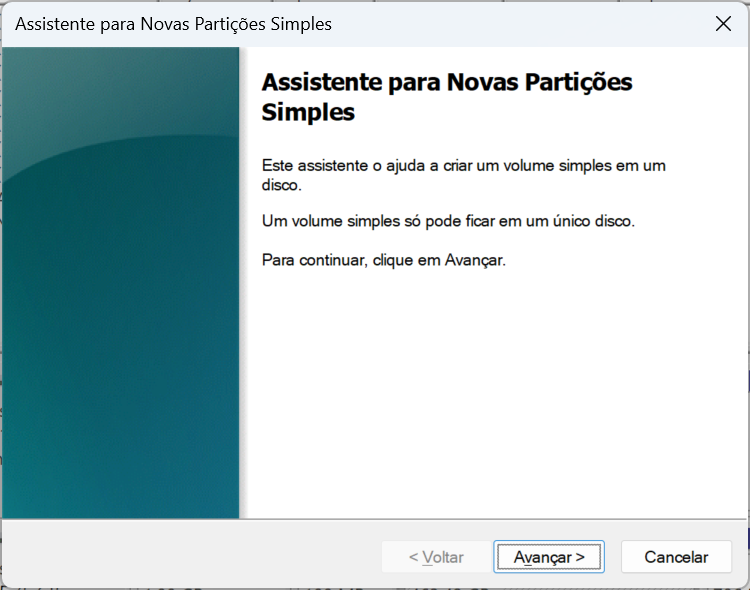 Assistente para Novas Partições Simples
Assistente para Novas Partições
Simples
Este assistente o ajuda a criar um volume simples em um
disco.
Um volume simples só pode ficar em um único disco.
Para continuar, clique em Avançar.
< Voltar
Avançar >
Cancelar